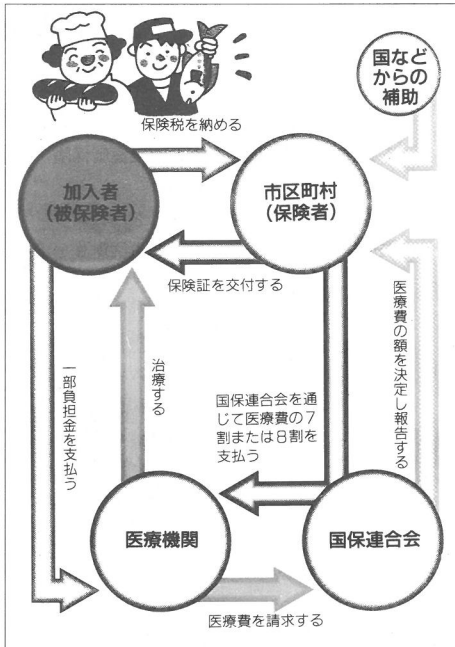 国など
からの
補助
保険税を納める
加入者
(被保険者)
市区町村
(保険者)
保険証を交付する
医療費の額を決定し報告する
治療する
一部負担金を支払う
国保連合会を通
じて医療費の7
割または8割を
支払う
医療機関
国保連合会
医療費を請求する